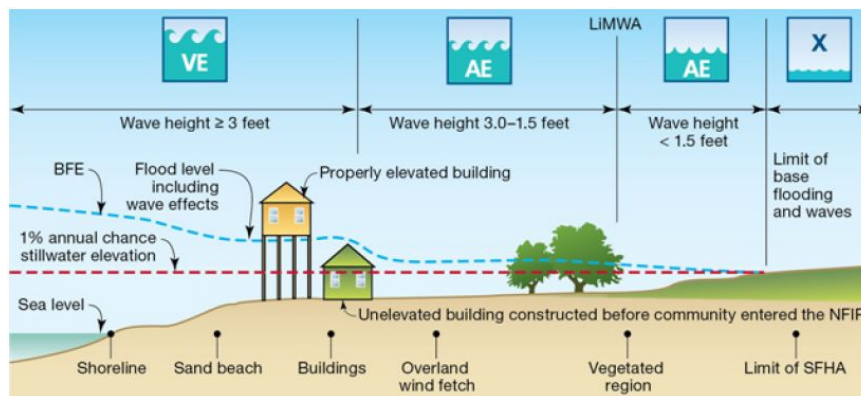 LiMWA
VE
AE
AE
X
Wave height ≥ 3 feet
Wave height 3.0–1.5 feet
Wave height
< 1.5 feet
Limit of
base
flooding
and waves
BFE
Flood level
including
wave effects
Properly elevated building
1% annual chance
stillwater elevation
Sea level
Unelevated building constructed before community entered the NFIP
Shoreline
Sand beach
Buildings
Overland
wind fetch
Vegetated
region
Limit of SFHA